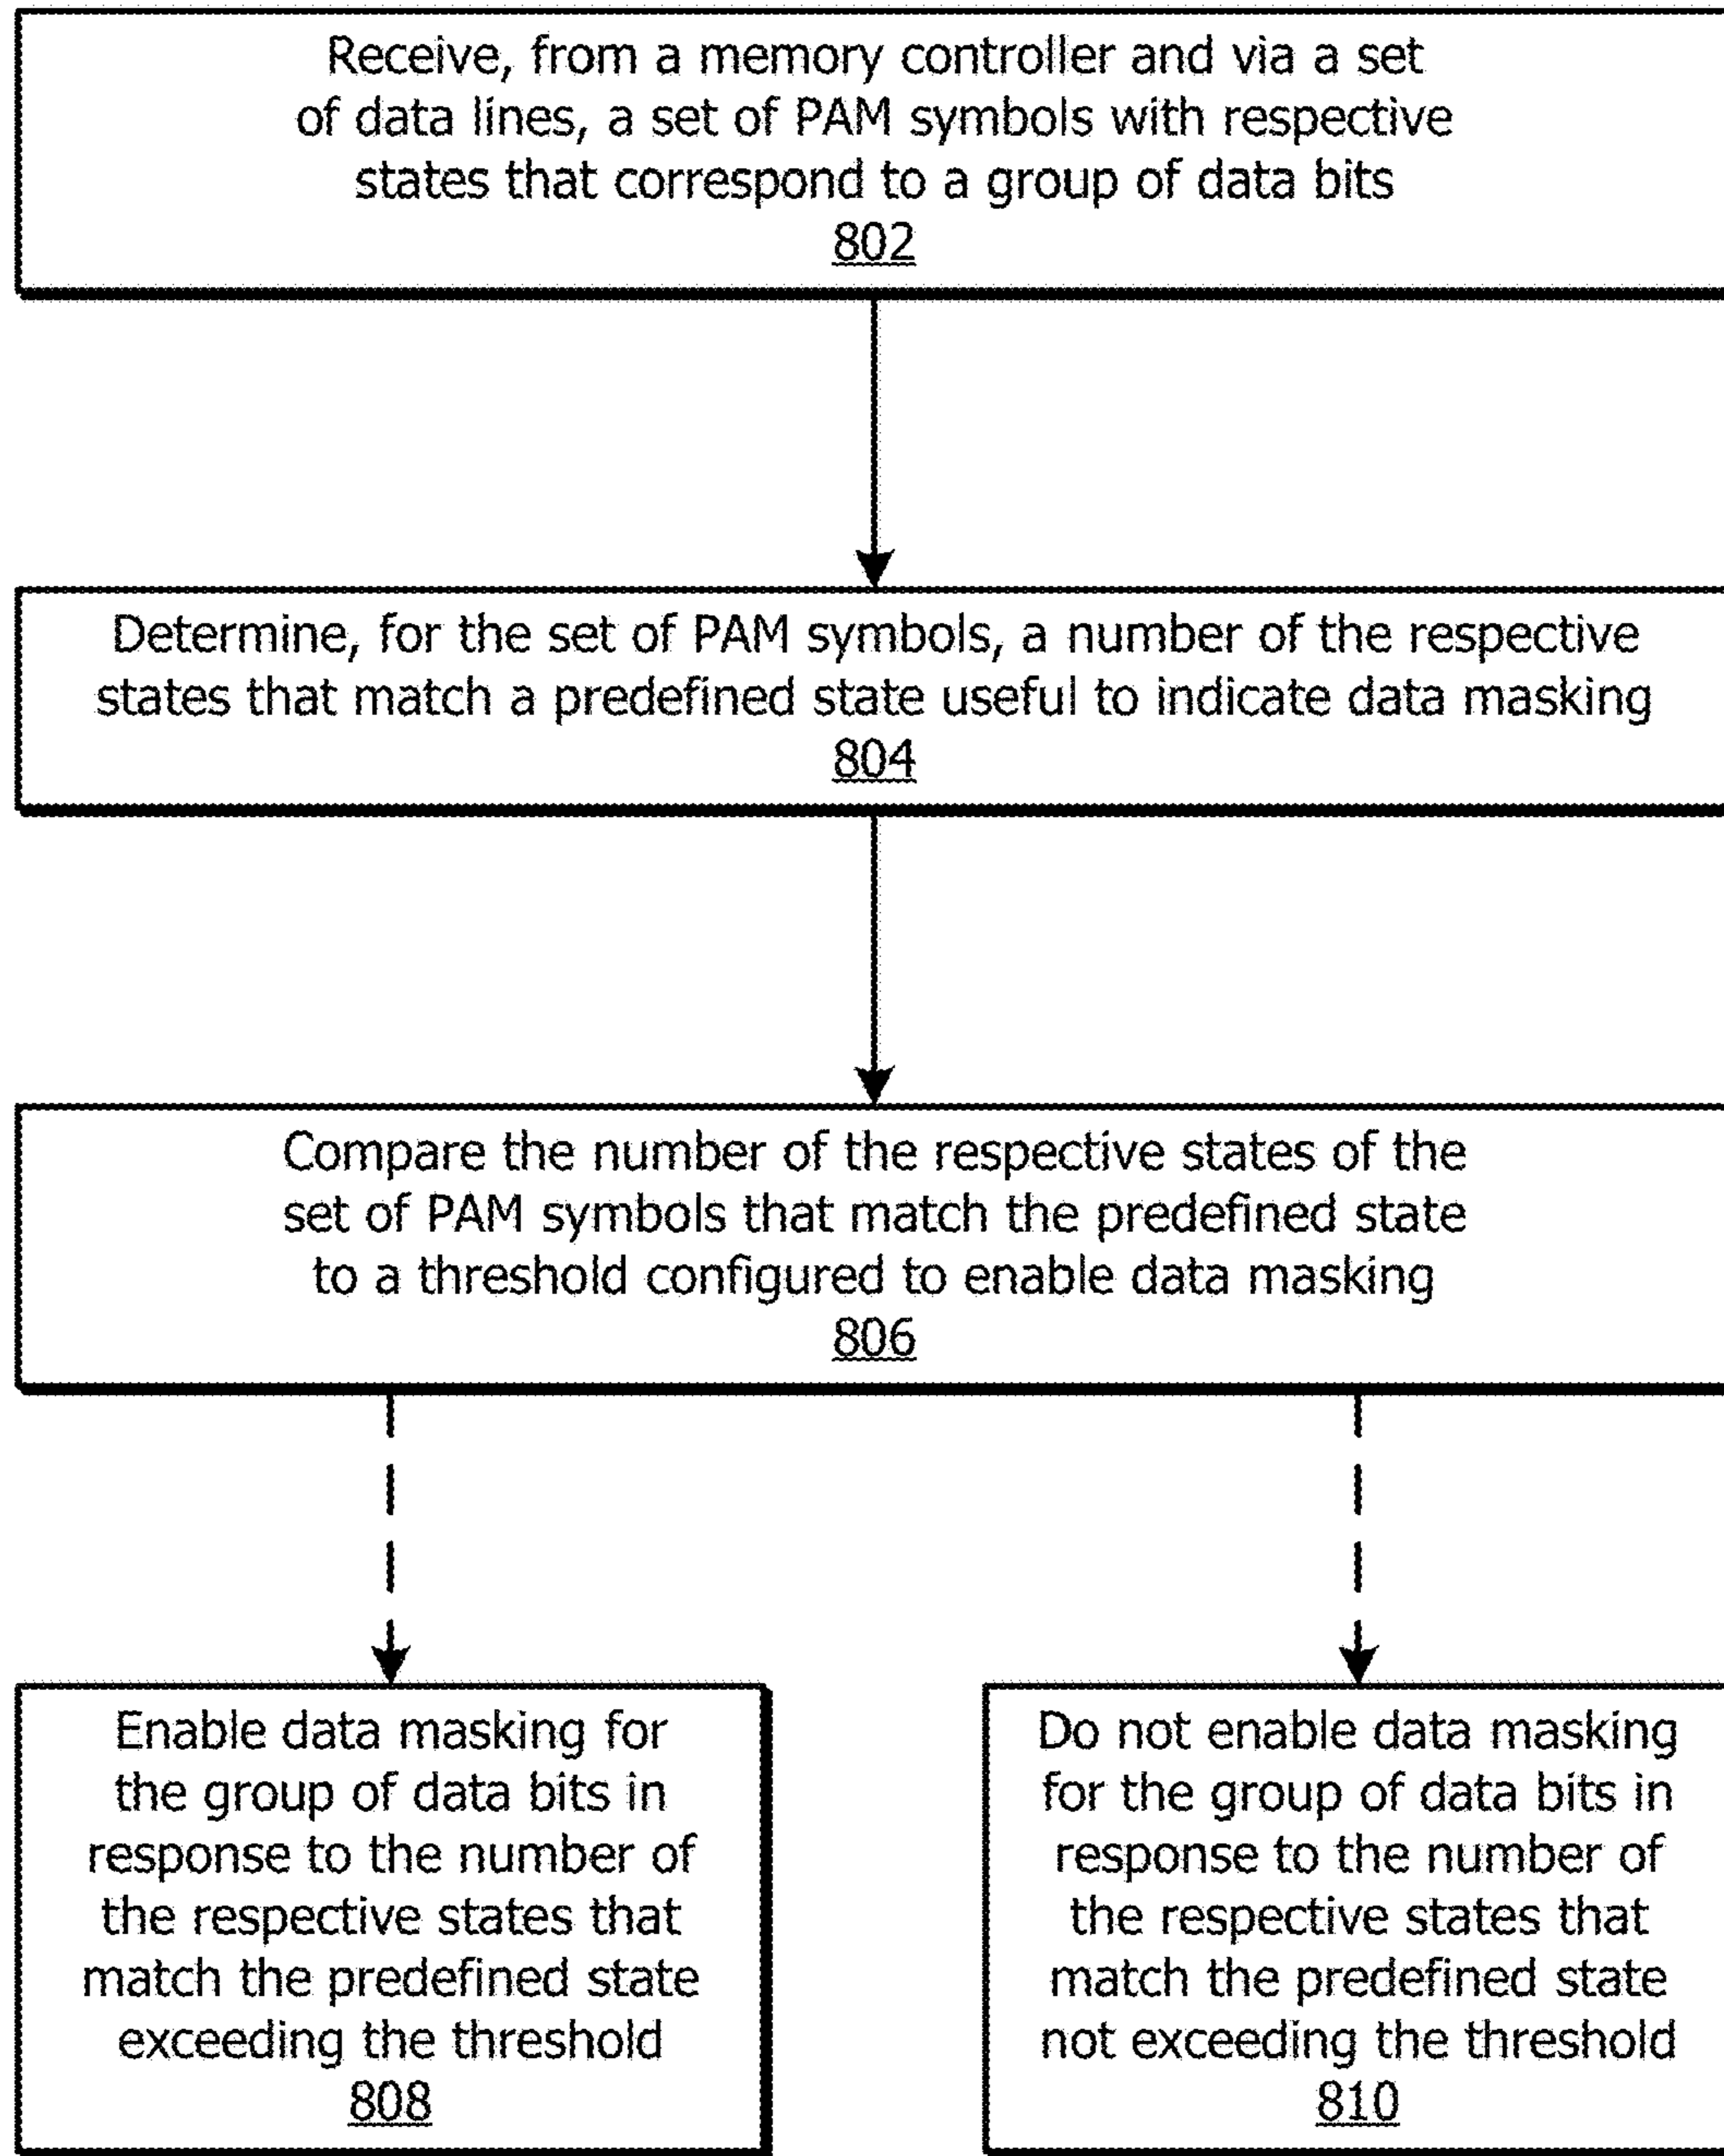 Receive, from a memory controller and via a set
of data lines, a set of PAM symbols with respective
states that correspond to a group of data bits
802
Determine, for the set of PAM symbols, a number of the respective
states that match a predefined state useful to indicate data masking
804
Compare the number of the respective states of the
set of PAM symbols that match the predefined state
to a threshold configured to enable data masking
806
Enable data masking for
the group of data bits in
response to the number of
the respective states that
match the predefined state
exceeding the threshold
808
Do not enable data masking
for the group of data bits in
response to the number of
the respective states that
match the predefined state
not exceeding the threshold
810